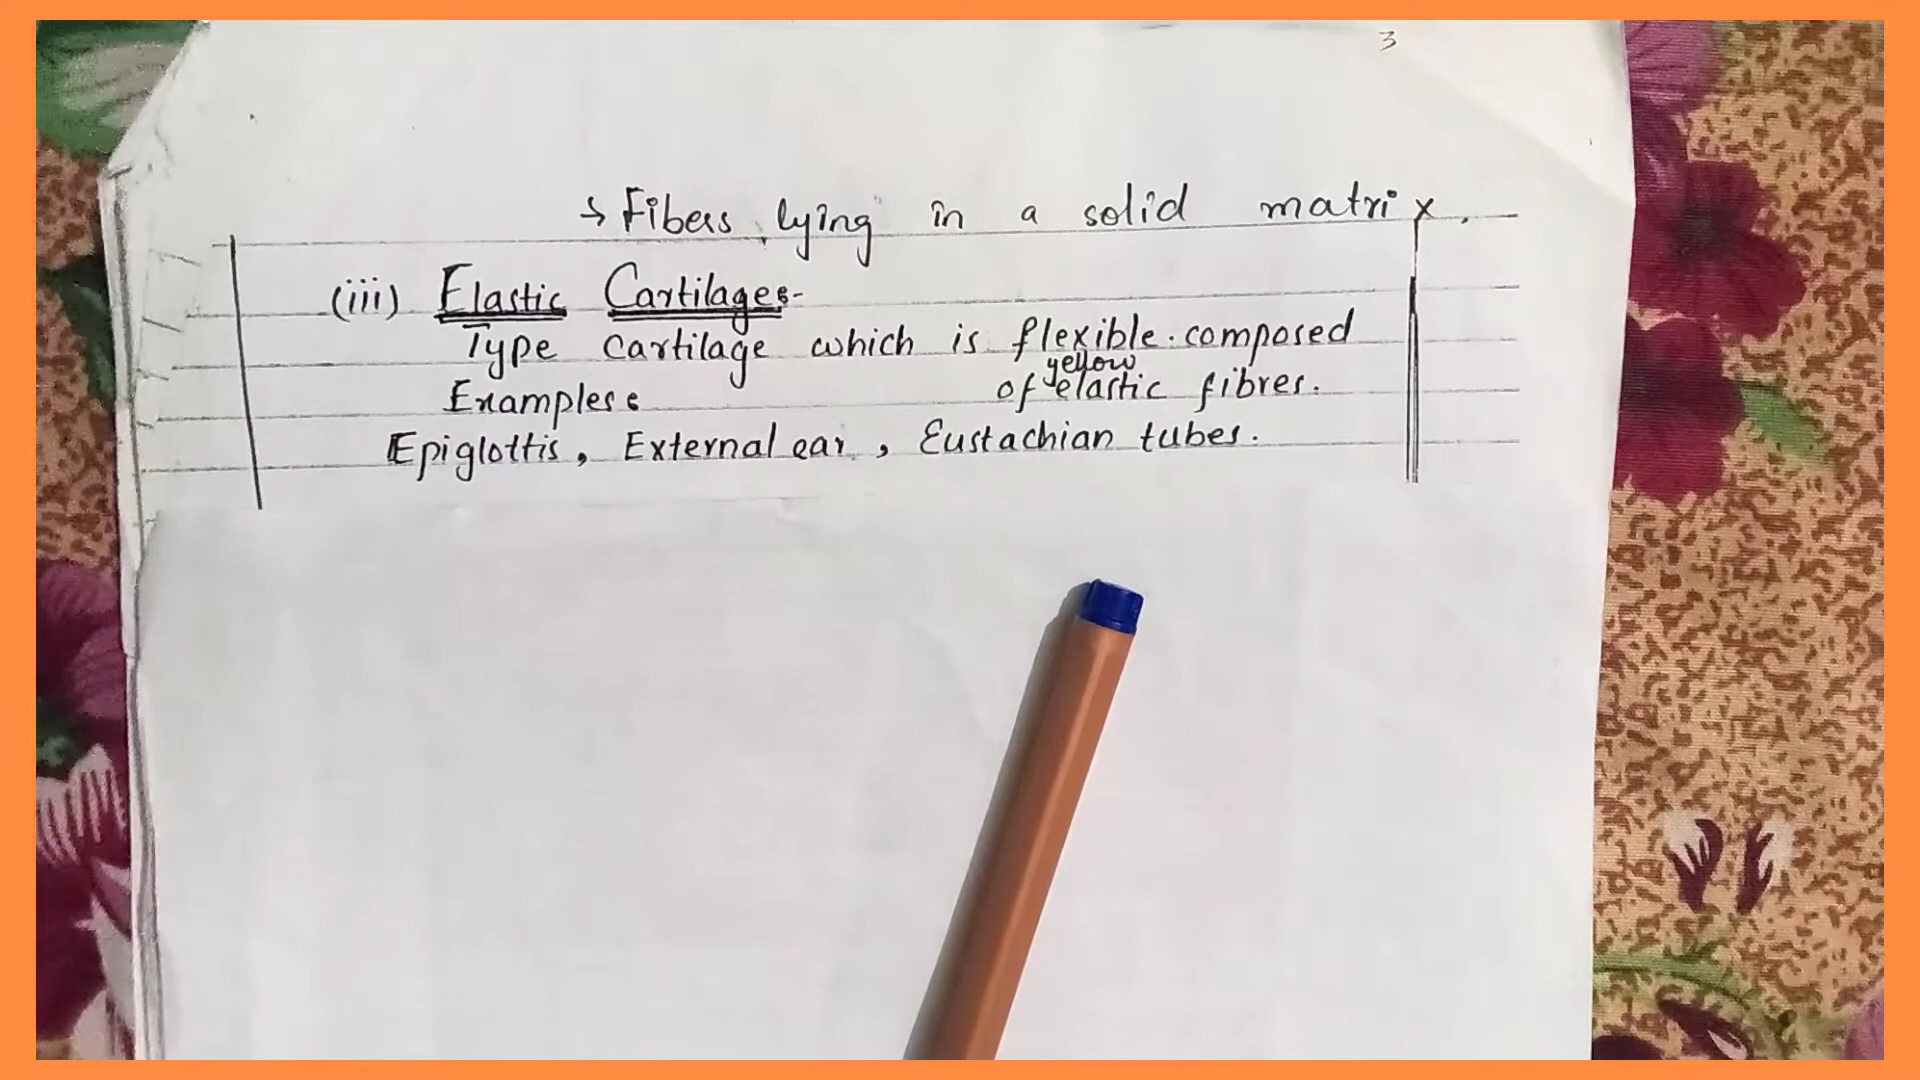 3
→ Fibers lying in a solid matrix.
(iii) Elastic Cartilages-
Type cartilage which is flexible. composed
of yellow elastic fibres.
Examples:
Epiglottis, External ear, Eustachian tubes.